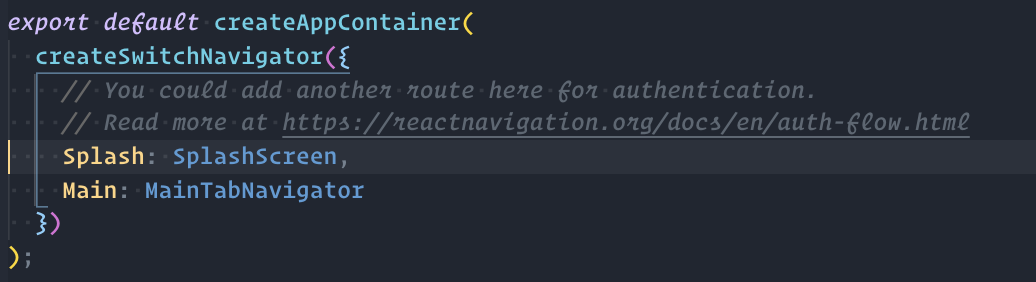 export default createAppContainer(
createSwitchNavigator({
// You could add another route here for authentication.
// Read more at https://reactnavigation.org/docs/en/auth-flow.html
Splash: SplashScreen,
Main: MainTabNavigator
})
);